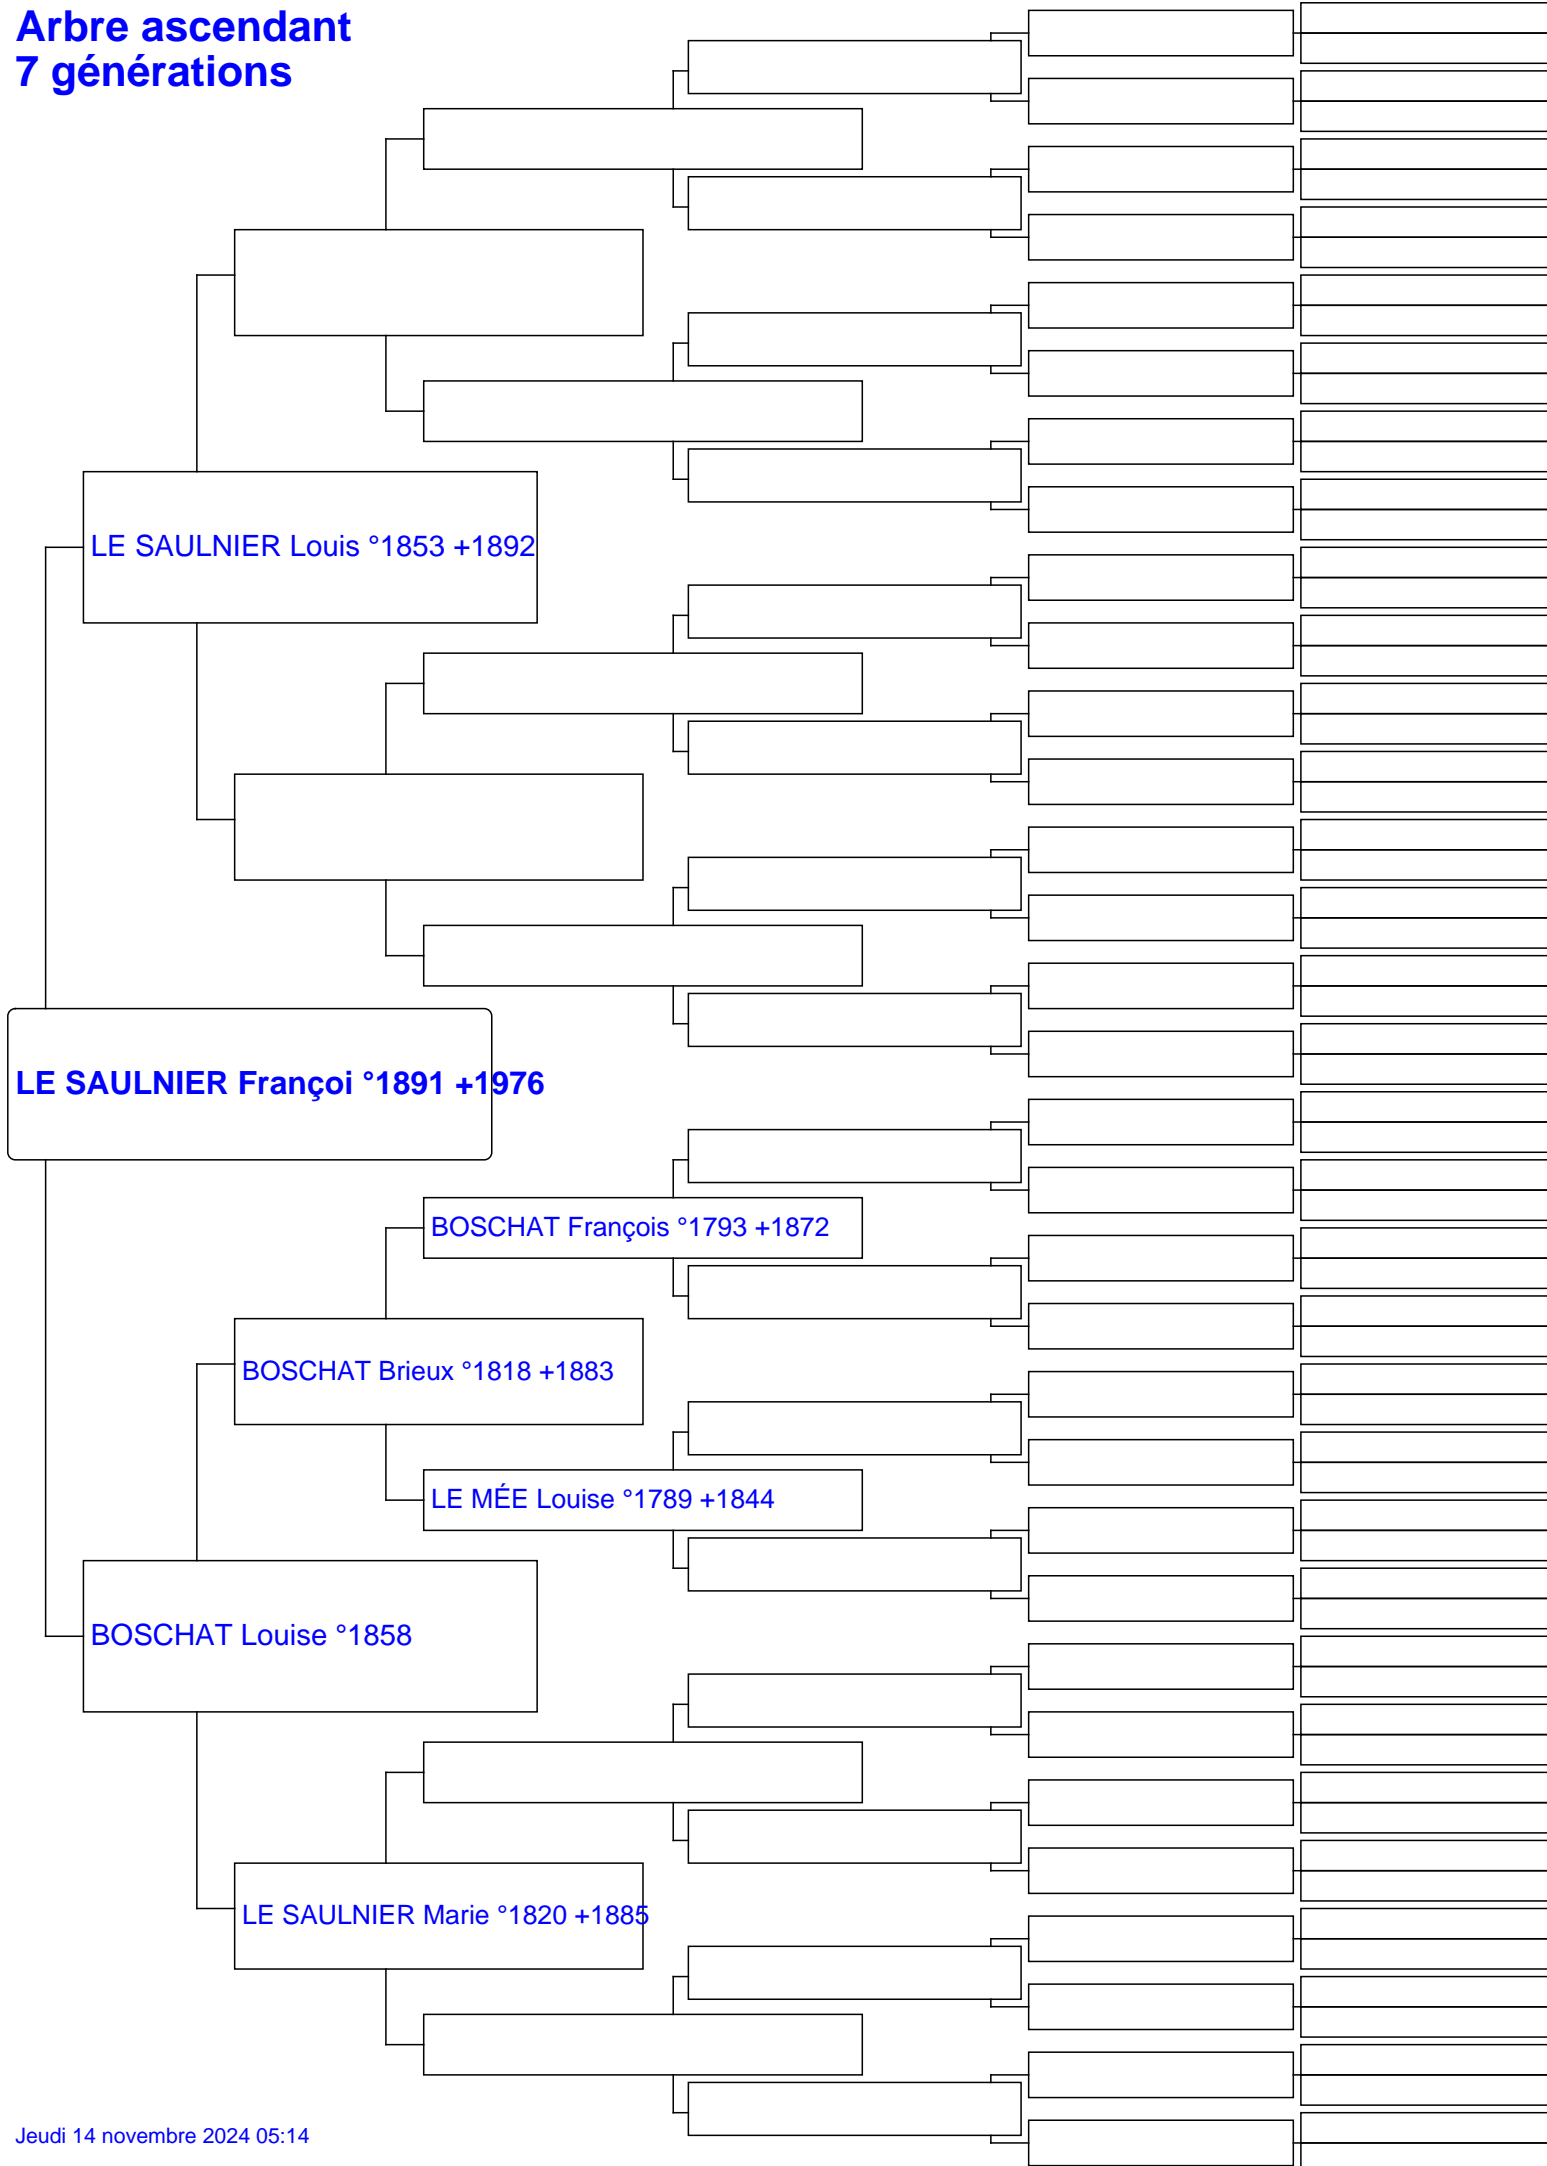 Arbre ascendant
7 générations
LE SAULNIER Louis °1853 +1892
LE SAULNIER Françoi °1891 +1976
BOSCHAT François °1793 +1872
BOSCHAT Brieux °1818 +1883
LE MÉE Louise °1789 +1844
BOSCHAT Louise °1858
LE SAULNIER Marie °1820 +1885
Jeudi 14 novembre 2024 05:14